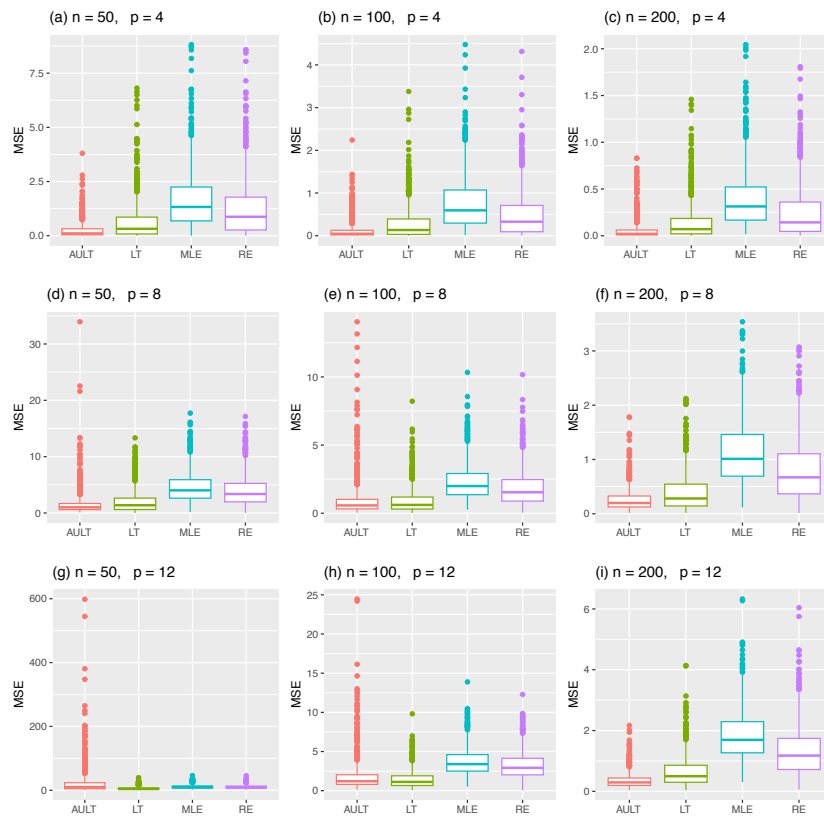 (a) n = 50, p = 4
(b) n = 100, p = 4
(c) n = 200, p = 4
MSE
7.5
5.0
2.5
0.0
AULT LT MLE RE
MSE
4
3
2
1
0
AULT LT MLE RE
MSE
2.0
1.5
1.0
0.5
0.0
AULT LT MLE RE
(d) n = 50, p = 8
(e) n = 100, p = 8
(f) n = 200, p = 8
MSE
30
20
10
0
AULT LT MLE RE
MSE
10
5
0
AULT LT MLE RE
MSE
3
2
1
0
AULT LT MLE RE
(g) n = 50, p = 12
(h) n = 100, p = 12
(i) n = 200, p = 12
MSE
600
400
200
0
AULT LT MLE RE
MSE
25
20
15
10
5
0
AULT LT MLE RE
MSE
6
4
2
0
AULT LT MLE RE